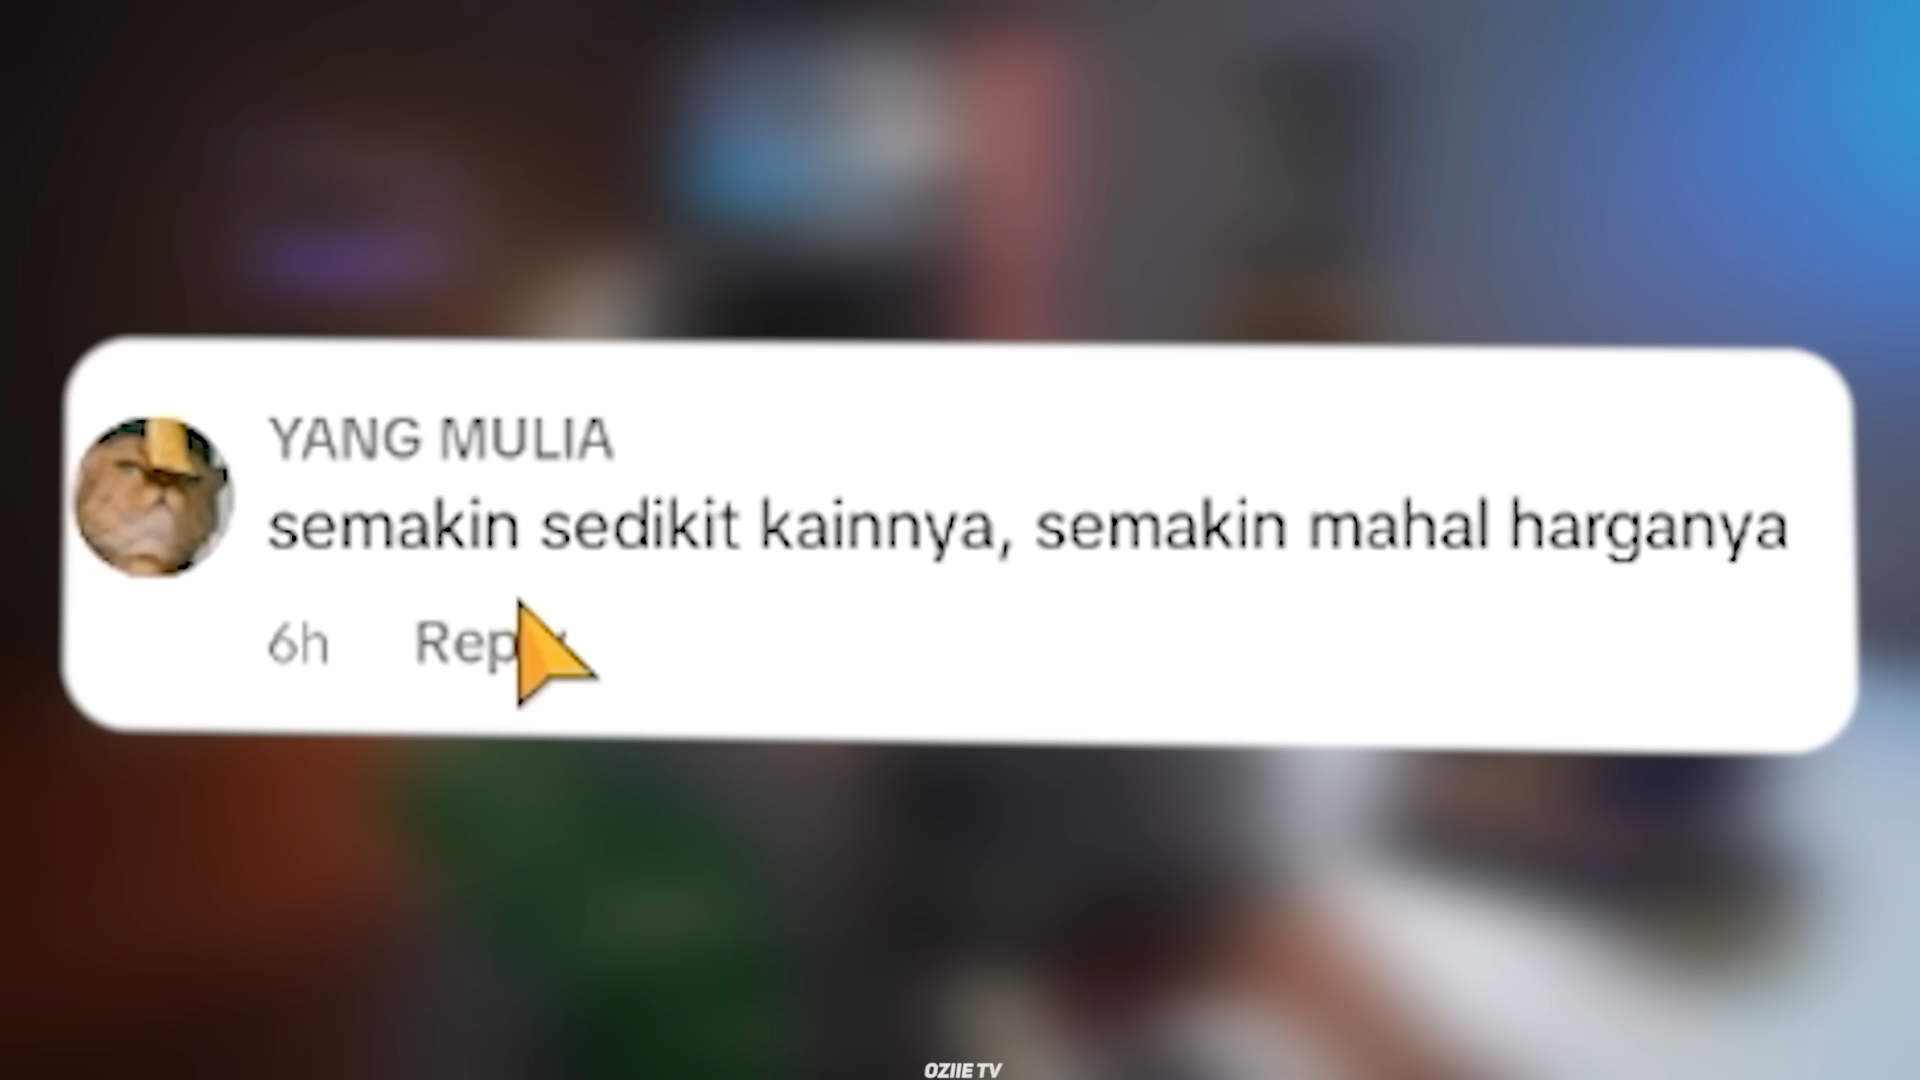 YANG MULIA
semakin sedikit kainnya, semakin mahal harganya
6h
OZIIE TV